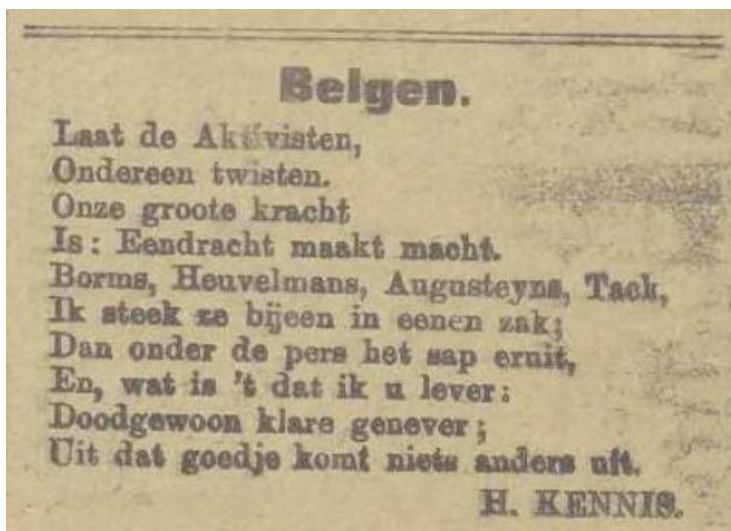 Belgen.
Laat de Aktivisten,
Ondereen twisten.
Onze groote kracht
Is: Eendracht maakt macht.
Borms, Heuvelmans, Augusteyns, Tack,
Ik steek ze bijeen in eenen zak;
Dan onder de pers het sap eruit,
En, wat is 't dat ik u lever:
Doodgewoon klare genever;
Uit dat goedje komt niets anders uit.
H. KENNIS.